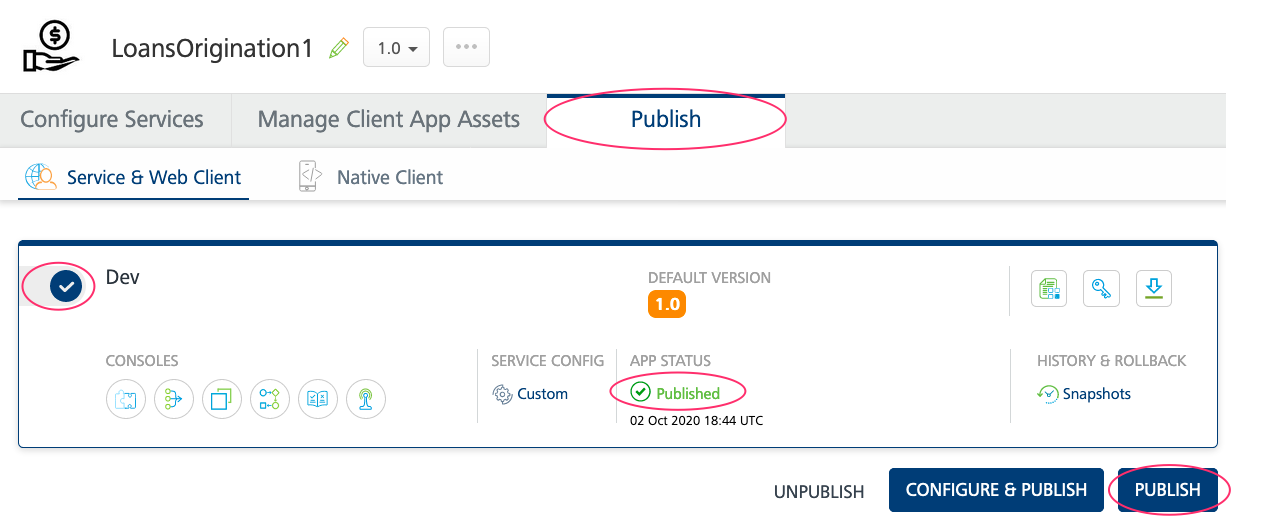 LoansOrigination1 1.0
Configure Services Manage Client App Assets Publish
Service & Web Client Native Client
Dev
DEFAULT VERSION
1.0
CONSOLES SERVICE CONFIG APP STATUS HISTORY & ROLLBACK
Custom Published Snapshots
02 Oct 2020 18:44 UTC
UNPUBLISH CONFIGURE & PUBLISH PUBLISH